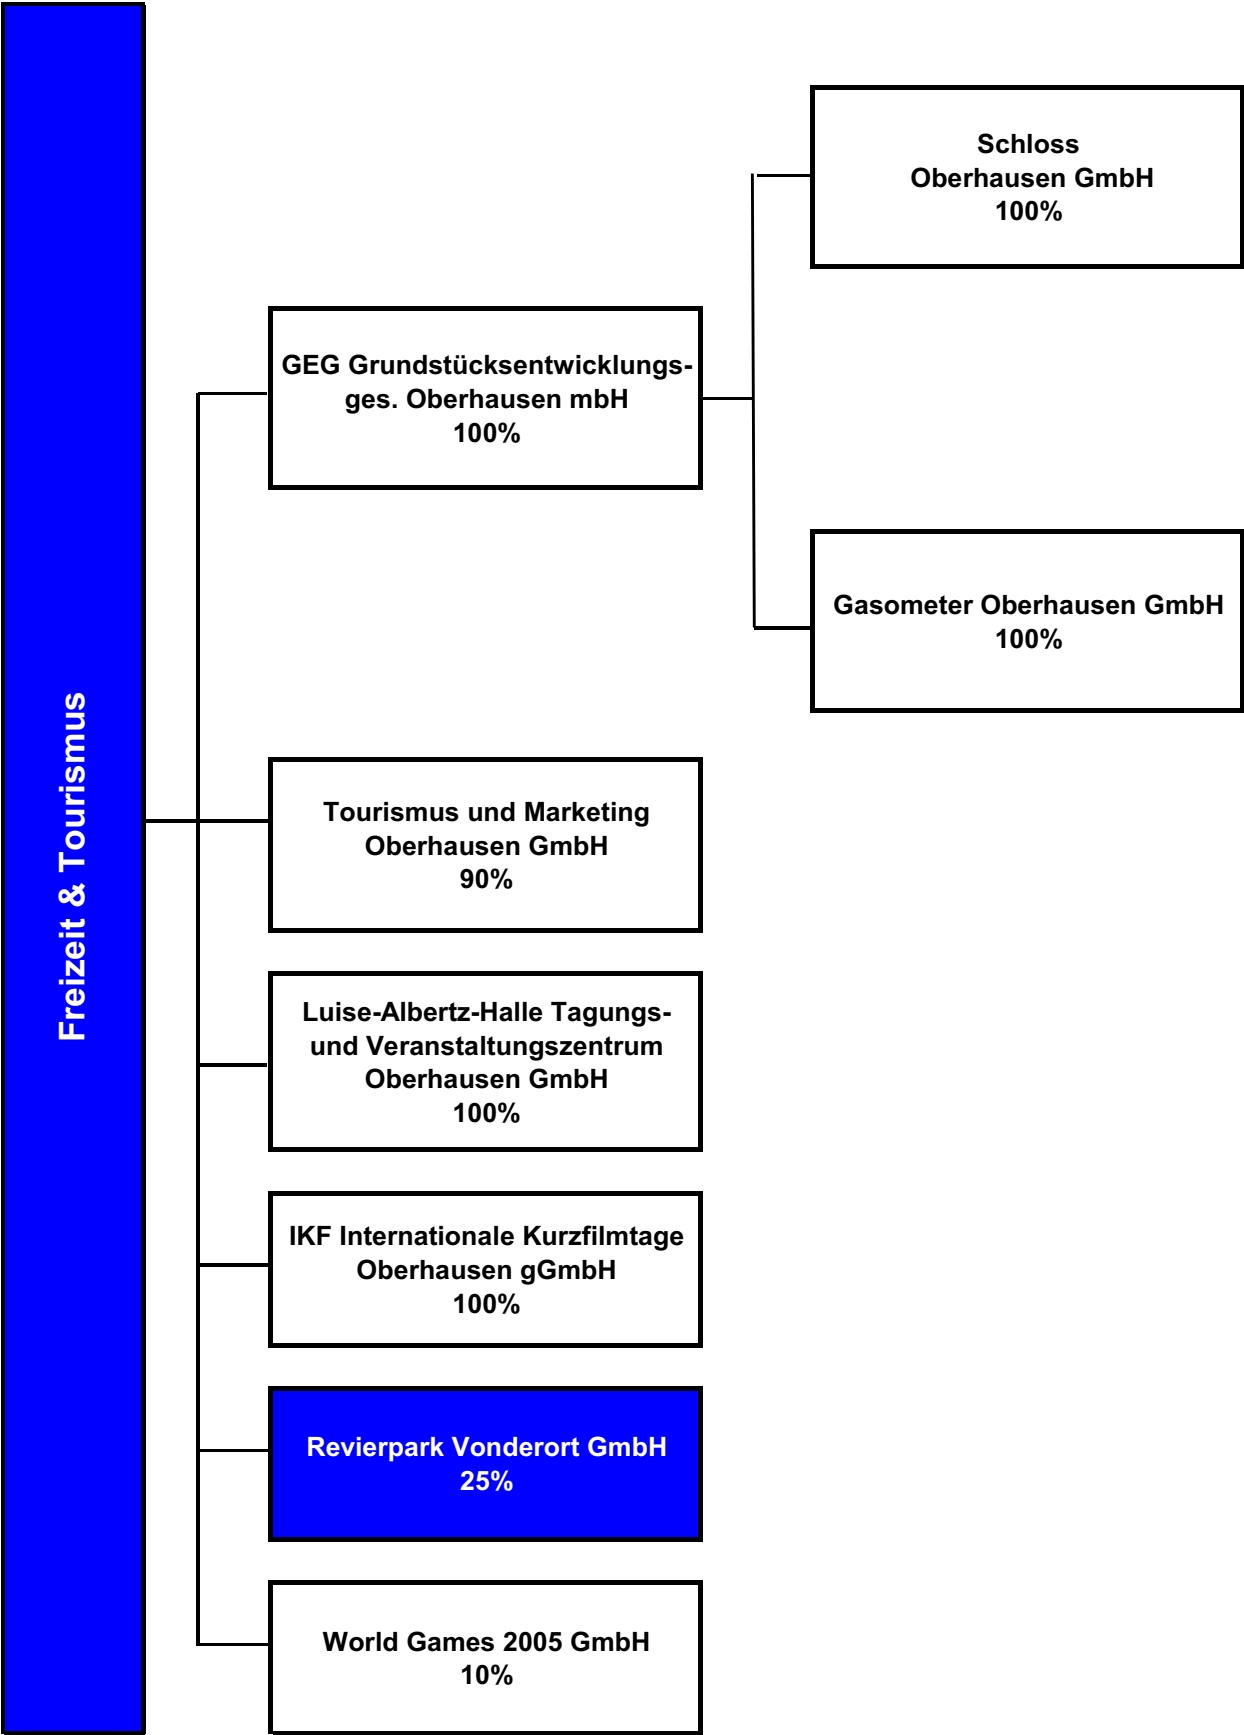 Freizeit & Tourismus
Schloss
Oberhausen GmbH
100%
GEG Grundstücksentwicklungs-
ges. Oberhausen mbH
100%
Gasometer Oberhausen GmbH
100%
Tourismus und Marketing
Oberhausen GmbH
90%
Luise-Albertz-Halle Tagungs-
und Veranstaltungszentrum
Oberhausen GmbH
100%
IKF Internationale Kurzfilmtage
Oberhausen gGmbH
100%
Revierpark Vonderort GmbH
25%
World Games 2005 GmbH
10%